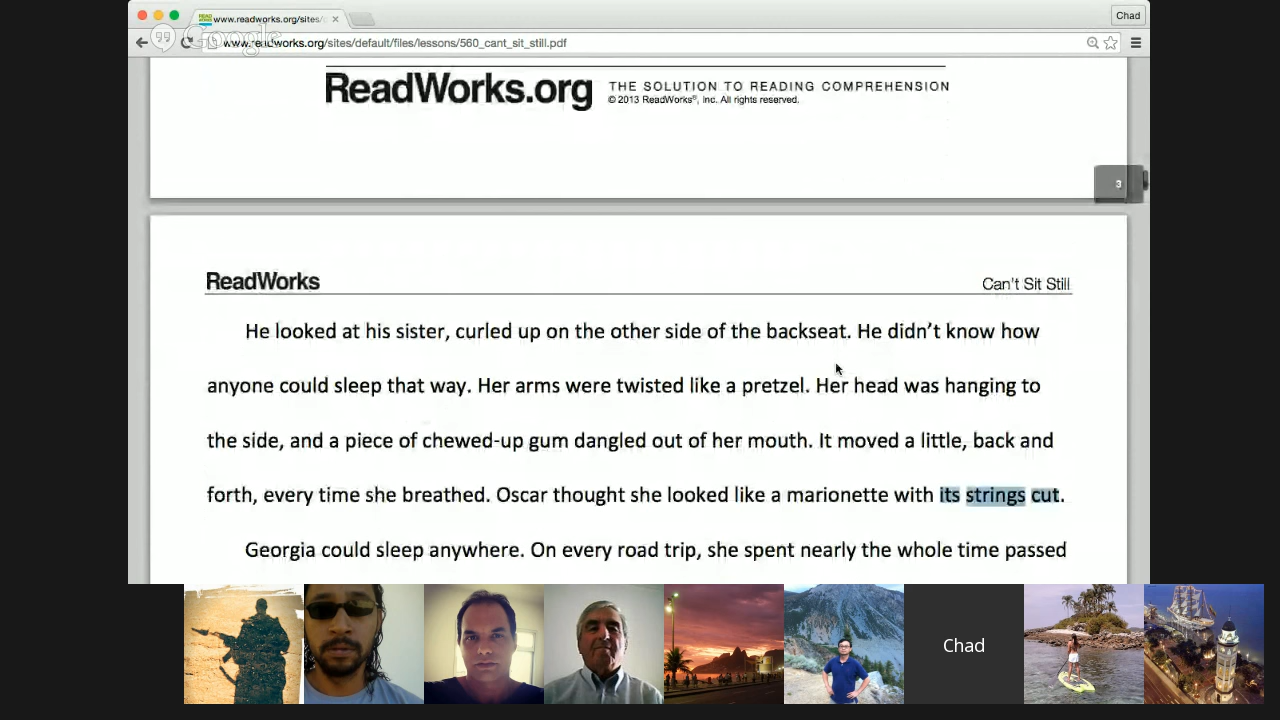 www.readworks.org/sites/
Chad
Google
www.readworks.org/sites/default/files/lessons/560_cant_sit_still.pdf
ReadWorks.org
THE SOLUTION TO READING COMPREHENSION
© 2013 ReadWorks®, Inc. All rights reserved.
3
ReadWorks
Can't Sit Still
He looked at his sister, curled up on the other side of the backseat. He didn’t know how
anyone could sleep that way. Her arms were twisted like a pretzel. Her head was hanging to
the side, and a piece of chewed-up gum dangled out of her mouth. It moved a little, back and
forth, every time she breathed. Oscar thought she looked like a marionette with its strings cut.
Georgia could sleep anywhere. On every road trip, she spent nearly the whole time passed
Chad